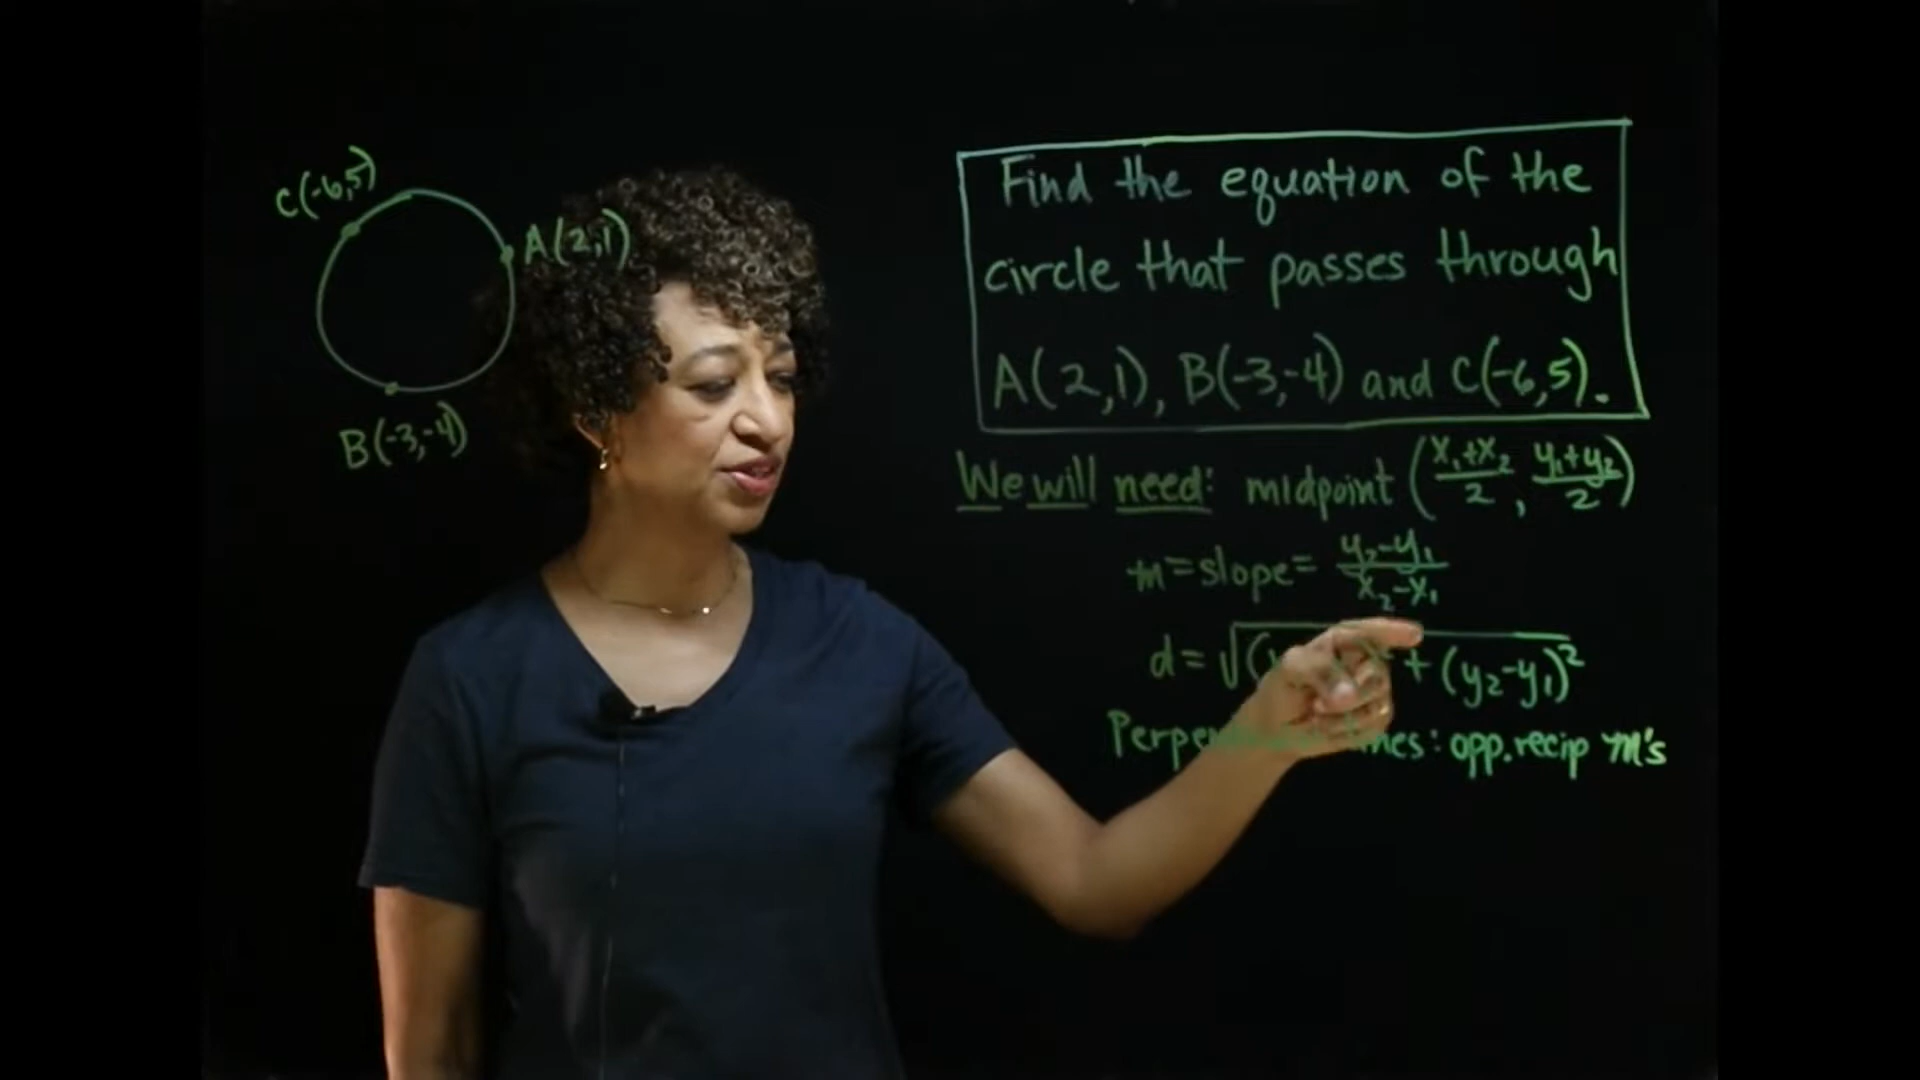 C(-6,5)
A(2,1)
B(-3,-4)
Find the equation of the
circle that passes through
A(2,1), B(-3,-4) and C(-6,5).
We will need: midpoint (x₁+x₂/2, y₁+y₂/2)
m=slope= y₂-y₁/x₂-x₁
d=√( + (y₂-y₁)²
: opp.recip m's